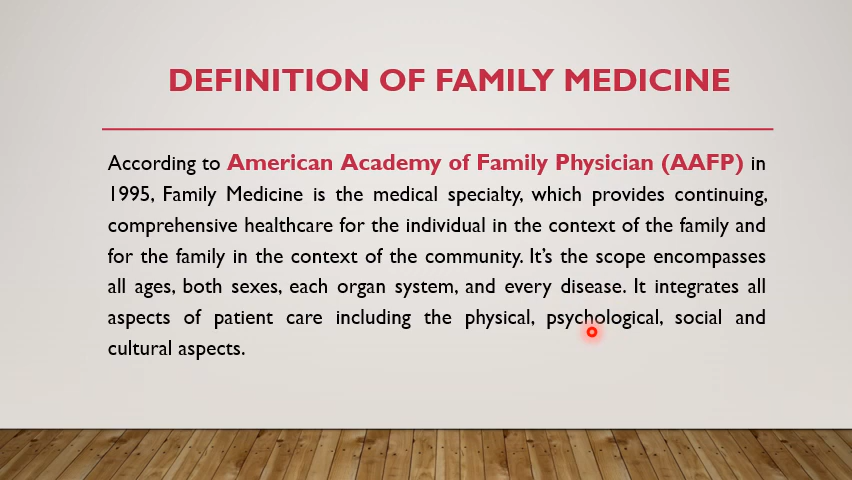 DEFINITION OF FAMILY MEDICINE
According to American Academy of Family Physician (AAFP) in
1995, Family Medicine is the medical specialty, which provides continuing,
comprehensive healthcare for the individual in the context of the family and
for the family in the context of the community. It’s the scope encompasses
all ages, both sexes, each organ system, and every disease. It integrates all
aspects of patient care including the physical, psychological, social and
cultural aspects.